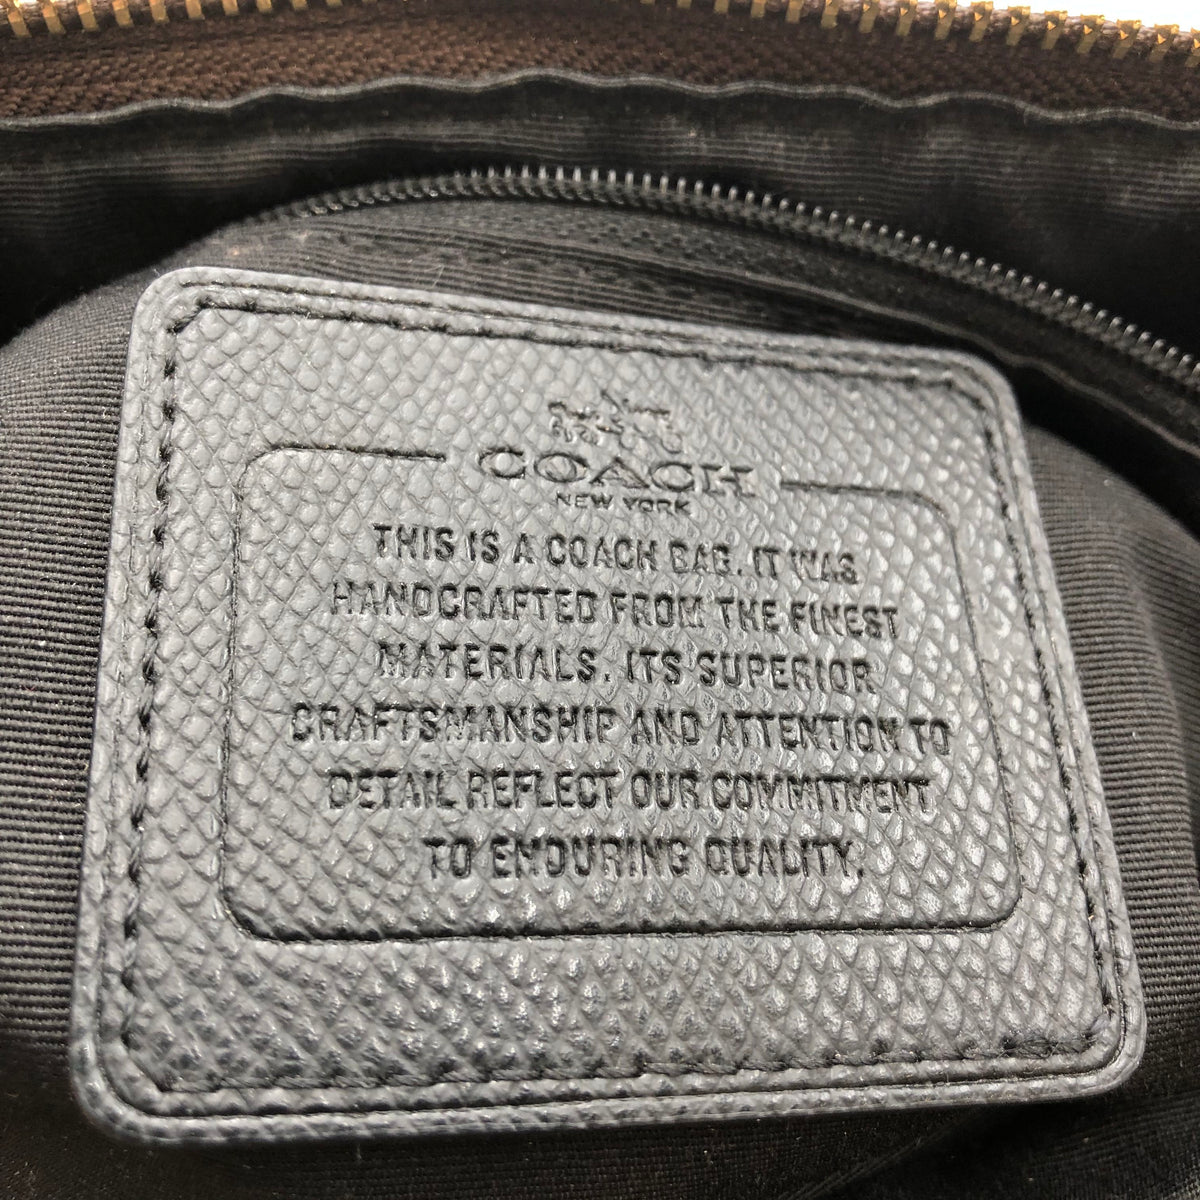 COACH
NEW YORK
THIS IS A COACH BAG. IT WAS
HANDCRAFTED FROM THE FINEST
MATERIALS. ITS SUPERIOR
CRAFTSMANSHIP AND ATTENTION TO
DETAIL REFLECT OUR COMMITMENT
TO ENDURING QUALITY.